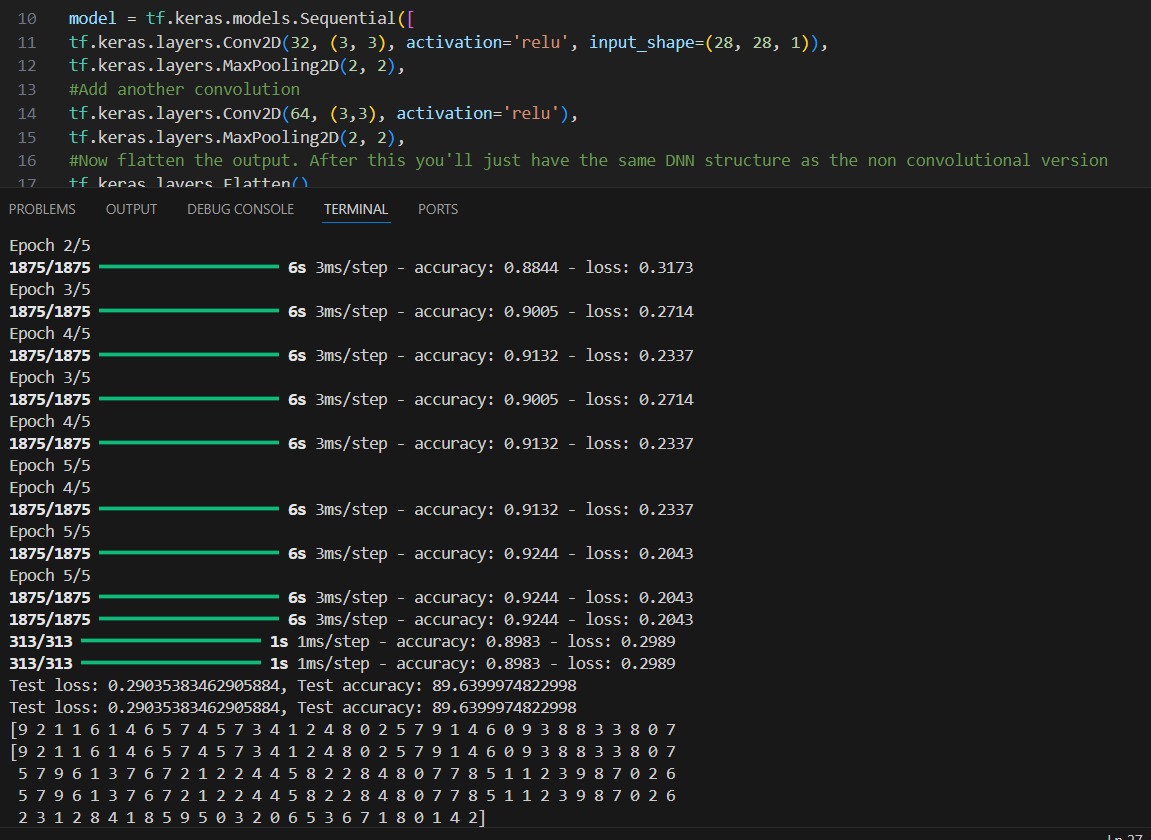 10 model = tf.keras.models.Sequential([
11 tf.keras.layers.Conv2D(32, (3, 3), activation='relu', input_shape=(28, 28, 1)),
12 tf.keras.layers.MaxPooling2D(2, 2),
13 #Add another convolution
14 tf.keras.layers.Conv2D(64, (3,3), activation='relu'),
15 tf.keras.layers.MaxPooling2D(2, 2),
16 #Now flatten the output. After this you'll just have the same DNN structure as the non convolutional version
17 tf.keras.layers.Flatten()
PROBLEMS OUTPUT DEBUG CONSOLE TERMINAL PORTS
Epoch 2/5
1875/1875 6s 3ms/step - accuracy: 0.8844 - loss: 0.3173
Epoch 3/5
1875/1875 6s 3ms/step - accuracy: 0.9005 - loss: 0.2714
Epoch 4/5
1875/1875 6s 3ms/step - accuracy: 0.9132 - loss: 0.2337
Epoch 3/5
1875/1875 6s 3ms/step - accuracy: 0.9005 - loss: 0.2714
Epoch 4/5
1875/1875 6s 3ms/step - accuracy: 0.9132 - loss: 0.2337
Epoch 5/5
Epoch 4/5
1875/1875 6s 3ms/step - accuracy: 0.9132 - loss: 0.2337
Epoch 5/5
1875/1875 6s 3ms/step - accuracy: 0.9244 - loss: 0.2043
Epoch 5/5
1875/1875 6s 3ms/step - accuracy: 0.9244 - loss: 0.2043
1875/1875 6s 3ms/step - accuracy: 0.9244 - loss: 0.2043
313/313 1s 1ms/step - accuracy: 0.8983 - loss: 0.2989
313/313 1s 1ms/step - accuracy: 0.8983 - loss: 0.2989
Test loss: 0.29035383462905884, Test accuracy: 89.6399974822998
Test loss: 0.29035383462905884, Test accuracy: 89.6399974822998
[9 2 1 1 6 1 4 6 5 7 4 5 7 3 4 1 2 4 8 0 2 5 7 9 1 4 6 0 9 3 8 8 3 3 8 0 7
[9 2 1 1 6 1 4 6 5 7 4 5 7 3 4 1 2 4 8 0 2 5 7 9 1 4 6 0 9 3 8 8 3 3 8 0 7
5 7 9 6 1 3 7 6 7 2 1 2 2 4 4 5 8 2 2 8 4 8 0 7 7 8 5 1 1 2 3 9 8 7 0 2 6
5 7 9 6 1 3 7 6 7 2 1 2 2 4 4 5 8 2 2 8 4 8 0 7 7 8 5 1 1 2 3 9 8 7 0 2 6
2 3 1 2 8 4 1 8 5 9 5 0 3 2 0 6 5 3 6 7 1 8 0 1 4 2]
Ln 27